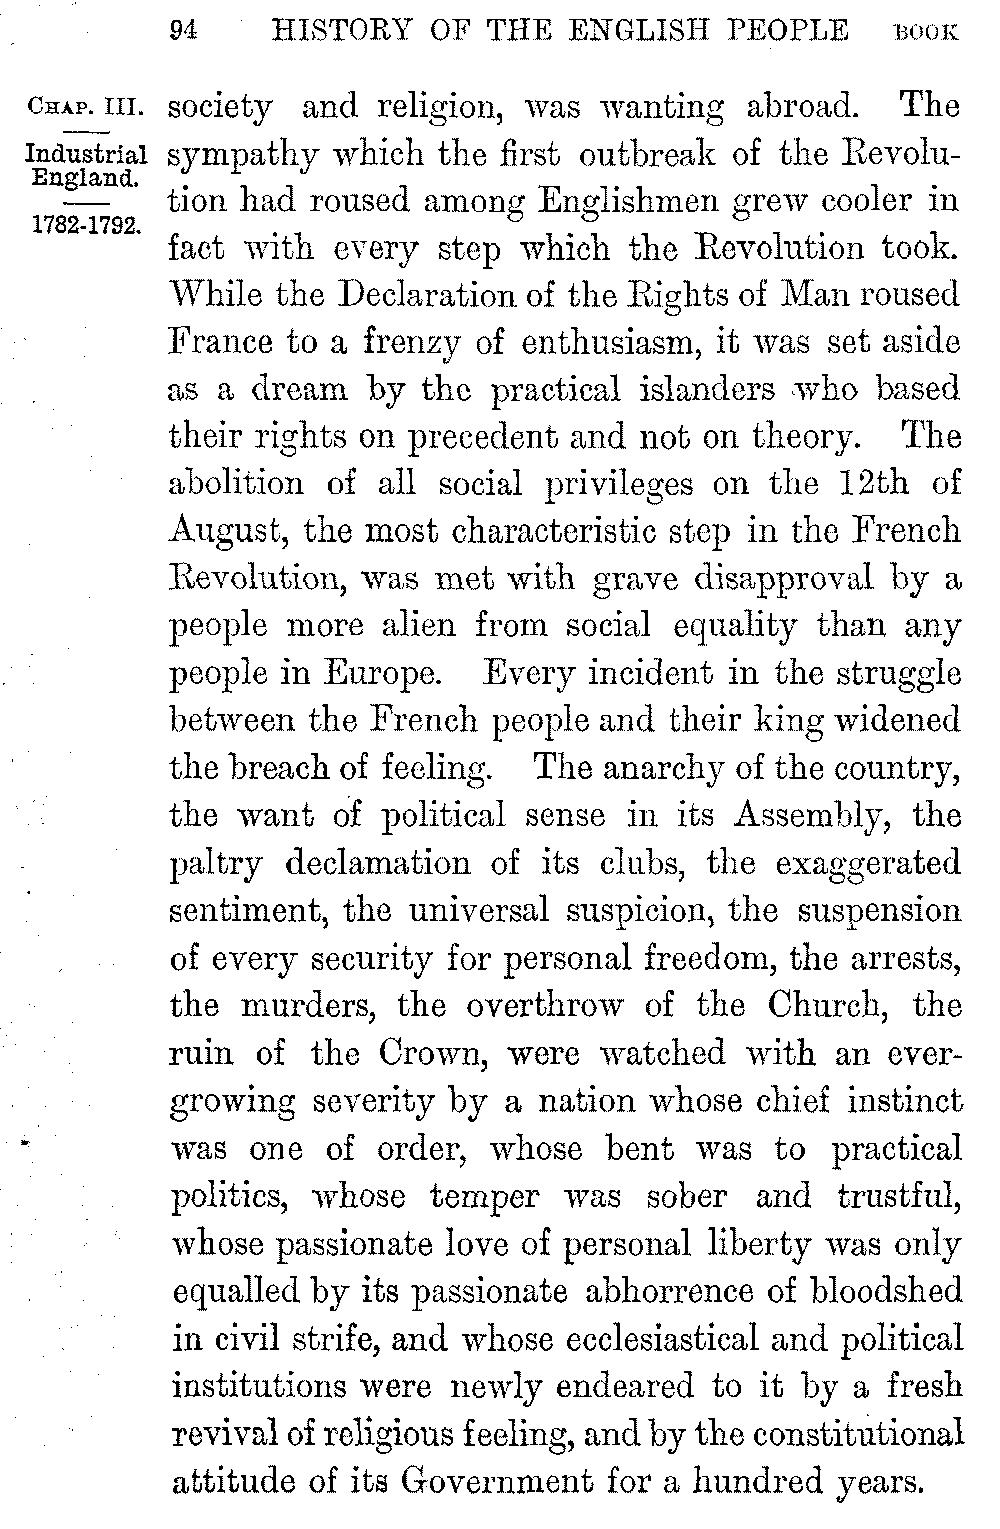 94 HISTORY OF THE ENGLISH PEOPLE BOOK
CHAP. III.
Industrial
England.
1782-1792.
society and religion, was wanting abroad. The
sympathy which the first outbreak of the Revolu-
tion had roused among Englishmen grew cooler in
fact with every step which the Revolution took.
While the Declaration of the Rights of Man roused
France to a frenzy of enthusiasm, it was set aside
as a dream by the practical islanders who based
their rights on precedent and not on theory. The
abolition of all social privileges on the 12th of
August, the most characteristic step in the French
Revolution, was met with grave disapproval by a
people more alien from social equality than any
people in Europe. Every incident in the struggle
between the French people and their king widened
the breach of feeling. The anarchy of the country,
the want of political sense in its Assembly, the
paltry declamation of its clubs, the exaggerated
sentiment, the universal suspicion, the suspension
of every security for personal freedom, the arrests,
the murders, the overthrow of the Church, the
ruin of the Crown, were watched with an ever-
growing severity by a nation whose chief instinct
was one of order, whose bent was to practical
politics, whose temper was sober and trustful,
whose passionate love of personal liberty was only
equalled by its passionate abhorrence of bloodshed
in civil strife, and whose ecclesiastical and political
institutions were newly endeared to it by a fresh
revival of religious feeling, and by the constitutional
attitude of its Government for a hundred years.